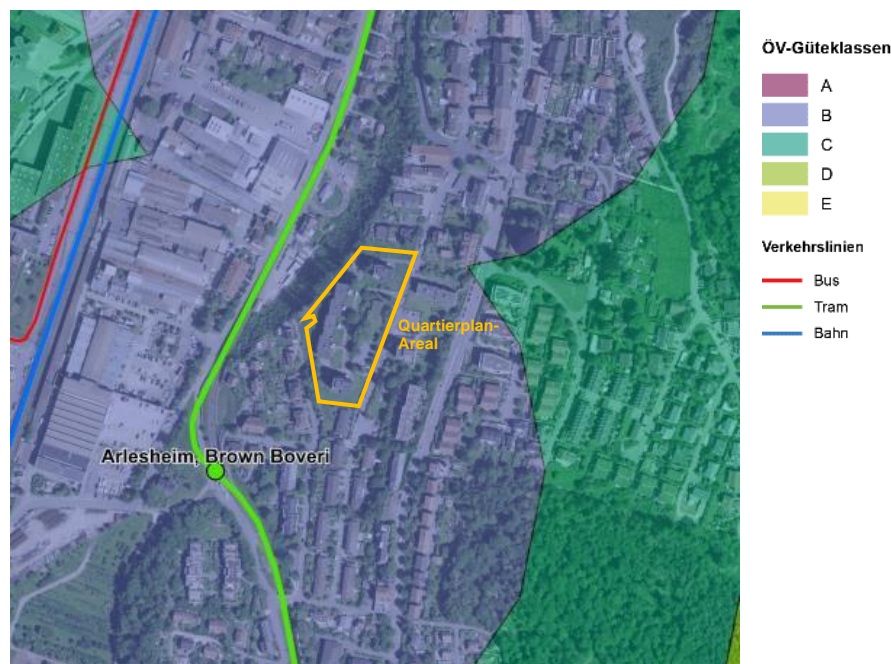 Quartierplan-
Areal
Arlesheim, Brown Boveri
ÖV-Güteklassen
A
B
C
D
E
Verkehrslinien
Bus
Tram
Bahn